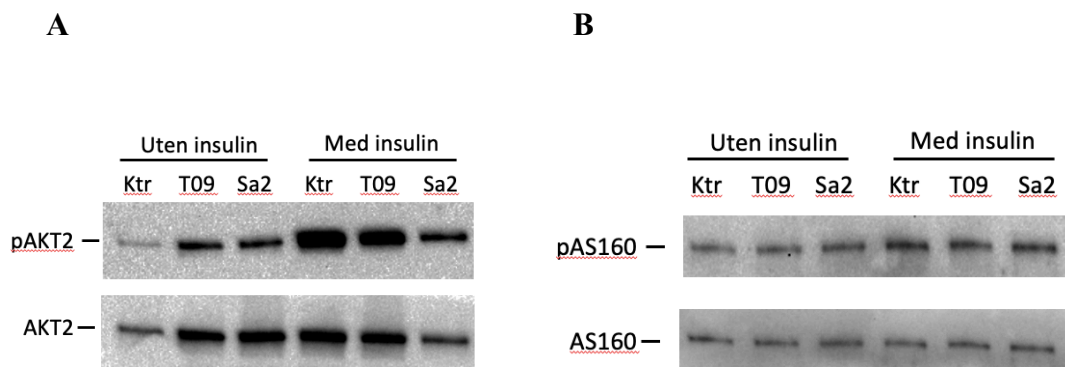 A
B
Uten insulin
Med insulin
Ktr T09 Sa2 Ktr T09 Sa2
pAKT2
AKT2
Uten insulin
Med insulin
Ktr T09 Sa2 Ktr T09 Sa2
pAS160
AS160